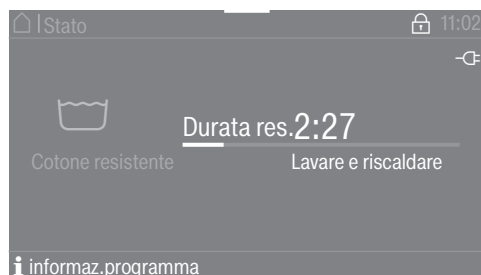 Stato 11:02
Durata res. 2:27
Cotone resistente Lavare e riscaldare
informaz.programma